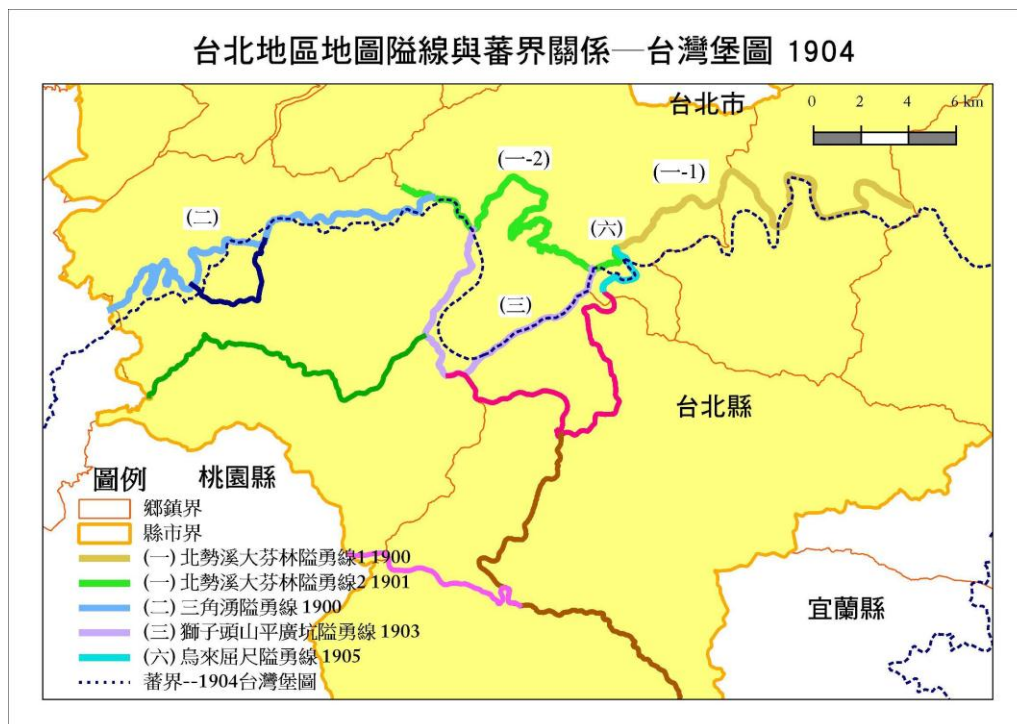 台北地區地圖隘線與蕃界關係—台灣堡圖 1904
台北市
0 2 4 6 km
(一-2)
(一-1)
(二)
(六)
(三)
台北縣
圖例
桃園縣
鄉鎮界
縣市界
(一) 北勢溪大芬林隘勇線1 1900
(一) 北勢溪大芬林隘勇線2 1901
(二) 三角湧隘勇線 1900
(三) 獅子頭山平廣坑隘勇線 1903
(六) 烏來屈尺隘勇線 1905
蕃界--1904台灣堡圖
宜蘭縣